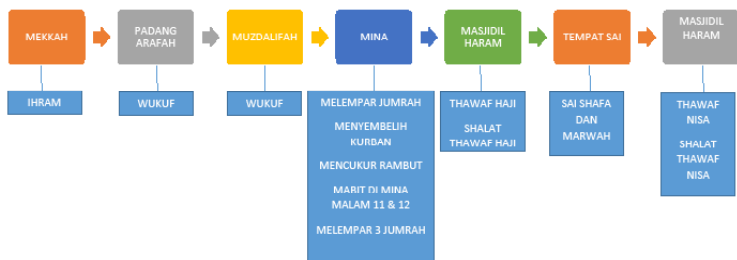 MEKKAH
PADANG
ARAFAH
MUZDALIFAH
MINA
MASJIDIL
HARAM
TEMPAT SAI
MASJIDIL
HARAM
IHRAM
WUKUF
WUKUF
MELEMPAR JUMRAH
MENYEMBELIH
KURBAN
MENCUKUR RAMBUT
MABIT DI MINA
MALAM 11 & 12
MELEMPAR 3 JUMRAH
THAWAF HAJI
SHALAT
THAWAF HAJI
SAI SHAFA
DAN
MARWAH
THAWAF
NISA
SHALAT
THAWAF
NISA